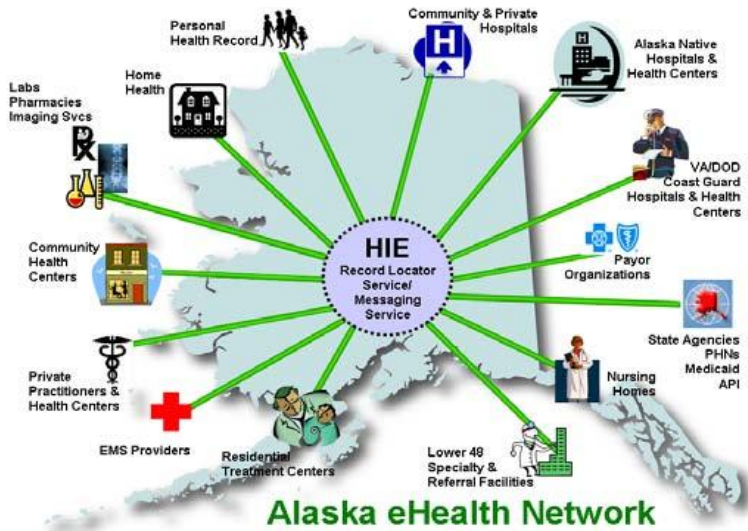 Personal
Health Record
Community & Private
Hospitals
H
H
Alaska Native
Hospitals &
Health Centers
Home
Health
Labs
Pharmacies
Imaging Svcs
Rx
VA/DOD
Coast Guard
Hospitals & Health
Centers
HIE
Record Locator
Service/
Messaging
Service
Community
Health
Centers
Payor
Organizations
State Agencies
PHNs
Medicaid
API
Private
Practitioners &
Health Centers
Nursing
Homes
EMS Providers
Residential
Treatment Centers
Lower 48
Specialty &
Referral Facilities
Alaska eHealth Network